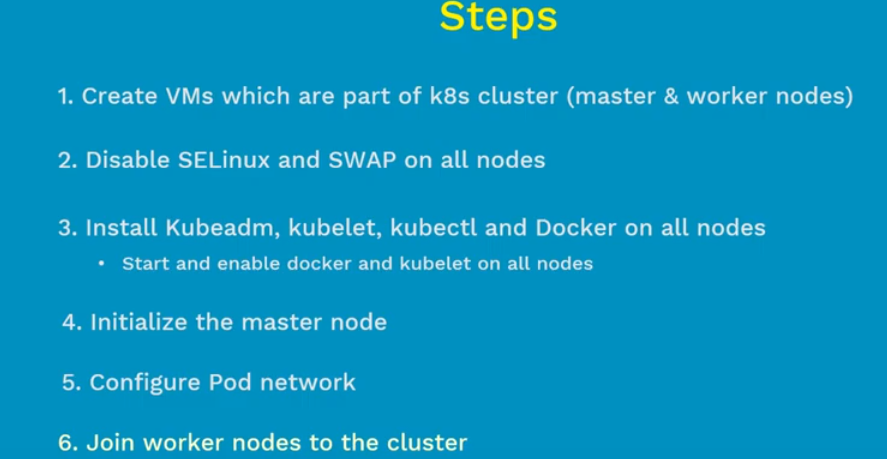 Steps
1. Create VMs which are part of k8s cluster (master & worker nodes)
2. Disable SELinux and SWAP on all nodes
3. Install Kubeadm, kubelet, kubectl and Docker on all nodes
• Start and enable docker and kubelet on all nodes
4. Initialize the master node
5. Configure Pod network
6. Join worker nodes to the cluster